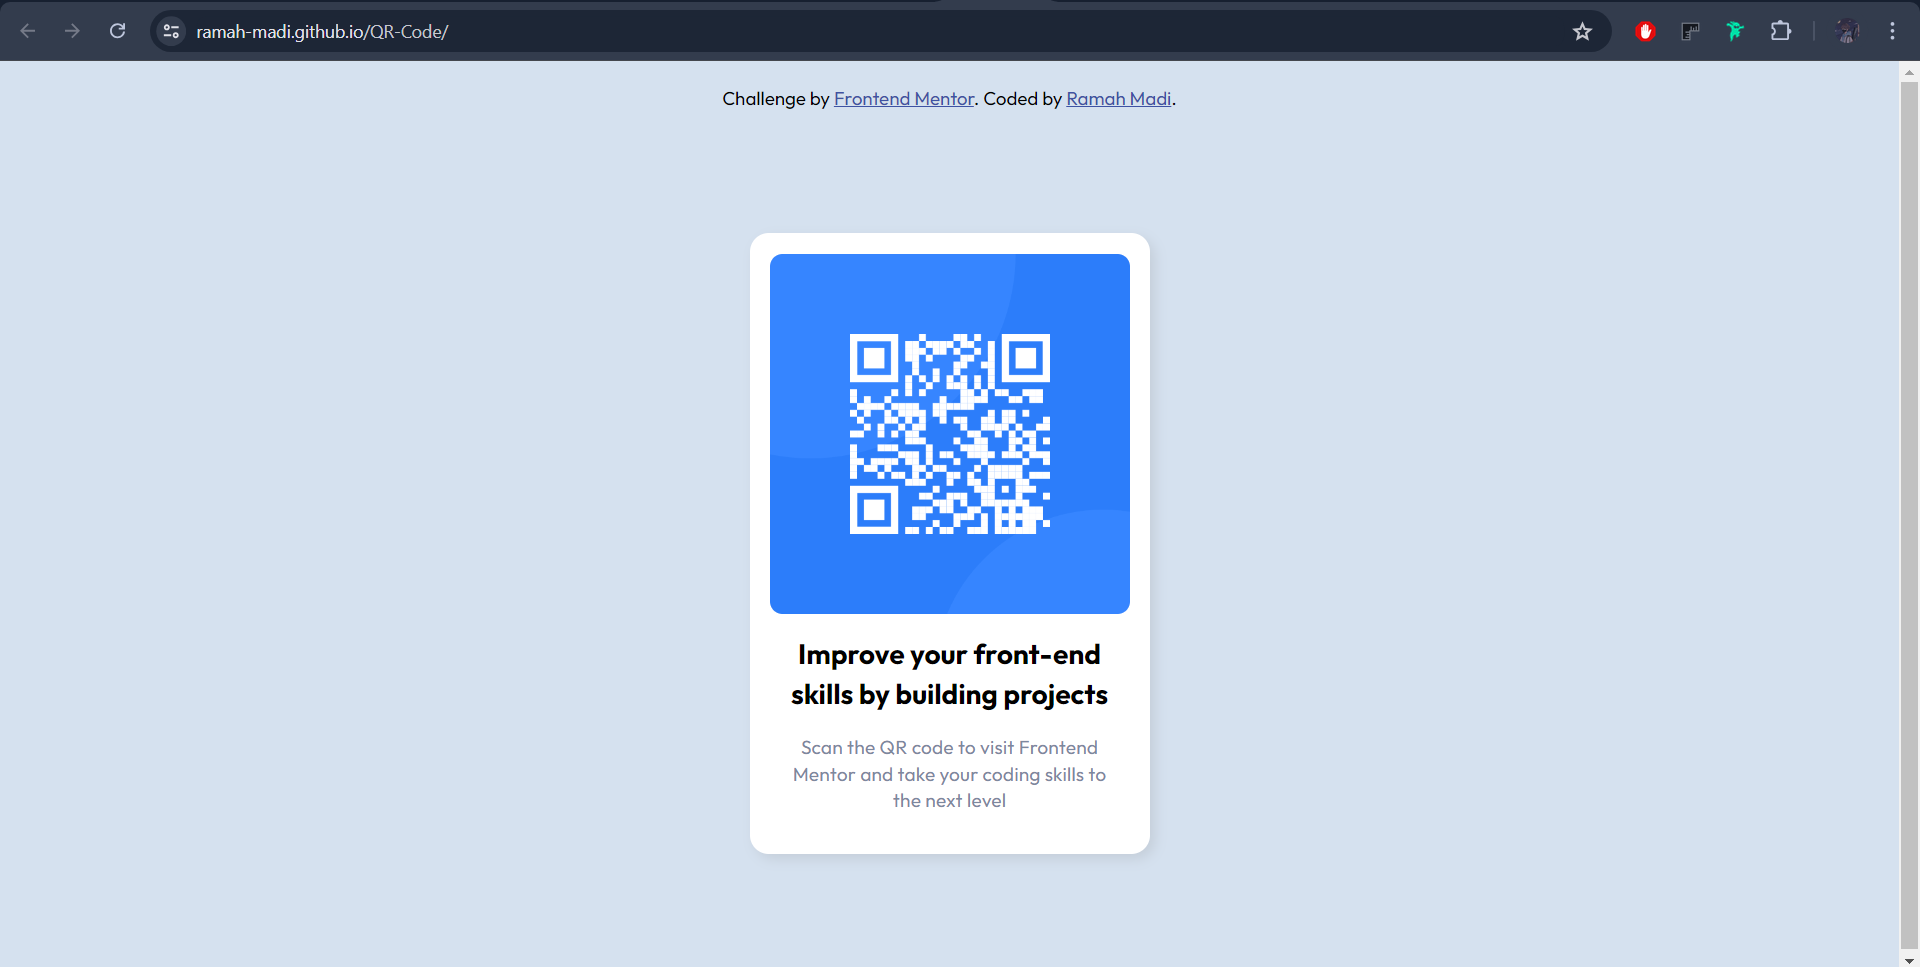 ramah-madi.github.io/QR-Code/
Challenge by Frontend Mentor. Coded by Ramah Madi.
Improve your front-end
skills by building projects
Scan the QR code to visit Frontend
Mentor and take your coding skills to
the next level